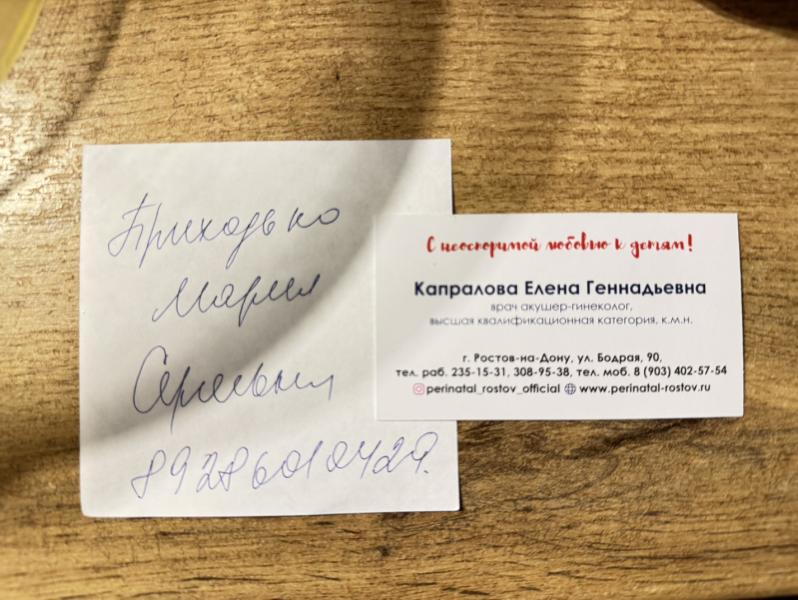 Приходько
Мария
Сергеевна
С неоспоримой любовью к детям!
Капралова Елена Геннадьевна
врач акушер-гинеколог,
высшая квалификационная категория, к.м.н.
г. Ростов-на-Дону, ул. Бодрая, 90,
тел. раб. 235-15-31, 308-95-38, тел. моб. 8 (903) 402-57-54
perinatal_rostov_official www.perinatal-rostov.ru